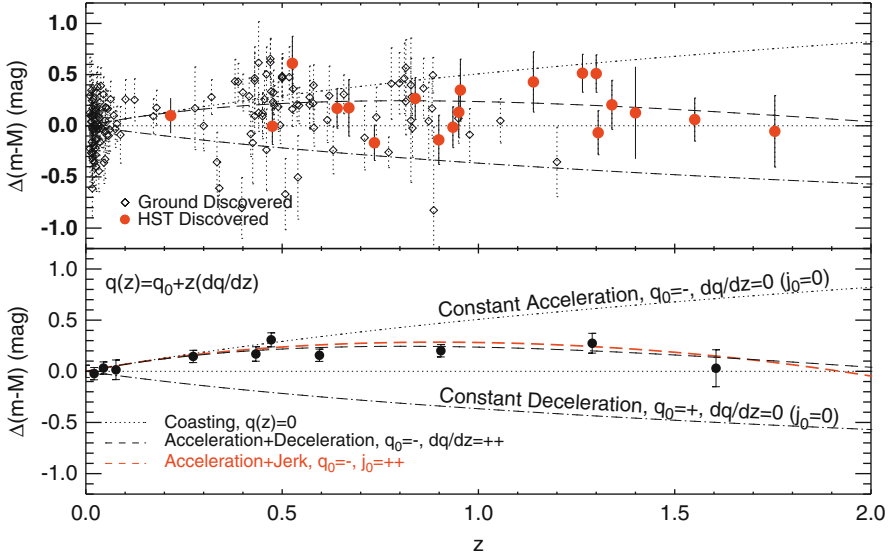 1.0
0.5
0.0
-0.5
-1.0
Δ(m-M) (mag)
Ground Discovered
HST Discovered
q(z)=q₀+z(dq/dz)
Constant Acceleration, q₀=-, dq/dz=0 (j₀=0)
1.0
0.5
0.0
-0.5
-1.0
Δ(m-M) (mag)
Constant Deceleration, q₀=+, dq/dz=0 (j₀=0)
Coasting, q(z)=0
Acceleration+Deceleration, q₀=-, dq/dz=++
Acceleration+Jerk, q₀=-, j₀=++
0.0 0.5 1.0 1.5 2.0
z